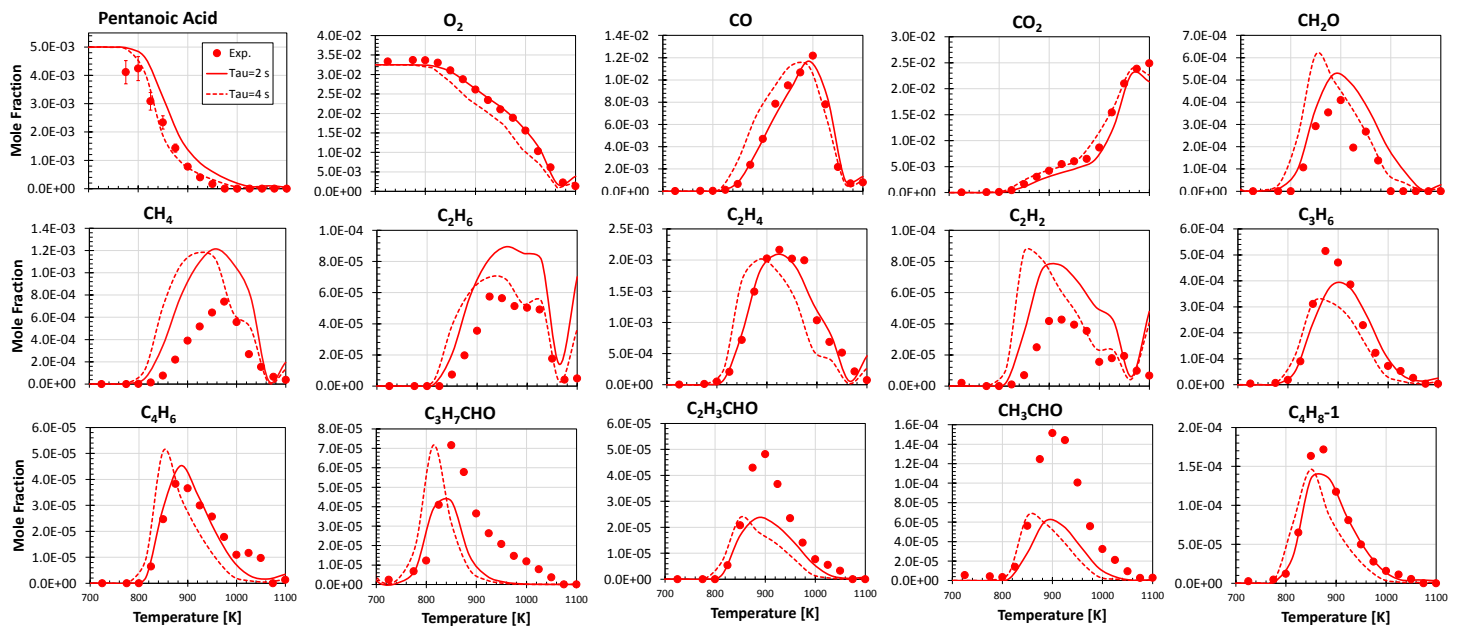 Pentanoic Acid
O2
CO
CO2
CH2O
Mole Fraction
5.0E-03
4.0E-03
3.0E-03
2.0E-03
1.0E-03
0.0E+00
Exp.
Tau=2 s
Tau=4 s
4.0E-02
3.5E-02
3.0E-02
2.5E-02
2.0E-02
1.5E-02
1.0E-02
5.0E-03
0.0E+00
1.4E-02
1.2E-02
1.0E-02
8.0E-03
6.0E-03
4.0E-03
2.0E-03
0.0E+00
3.0E-02
2.5E-02
2.0E-02
1.5E-02
1.0E-02
5.0E-03
0.0E+00
7.0E-04
6.0E-04
5.0E-04
4.0E-04
3.0E-04
2.0E-04
1.0E-04
0.0E+00
CH4
C2H6
C2H4
C2H2
C3H6
Mole Fraction
1.4E-03
1.2E-03
1.0E-03
8.0E-04
6.0E-04
4.0E-04
2.0E-04
0.0E+00
1.0E-04
8.0E-05
6.0E-05
4.0E-05
2.0E-05
0.0E+00
2.5E-03
2.0E-03
1.5E-03
1.0E-03
5.0E-04
0.0E+00
1.0E-04
8.0E-05
6.0E-05
4.0E-05
2.0E-05
0.0E+00
6.0E-04
5.0E-04
4.0E-04
3.0E-04
2.0E-04
1.0E-04
0.0E+00
C4H6
C3H7CHO
C2H3CHO
CH3CHO
C4H8-1
Mole Fraction
6.0E-05
5.0E-05
4.0E-05
3.0E-05
2.0E-05
1.0E-05
0.0E+00
8.0E-05
7.0E-05
6.0E-05
5.0E-05
4.0E-05
3.0E-05
2.0E-05
1.0E-05
0.0E+00
6.0E-05
5.0E-05
4.0E-05
3.0E-05
2.0E-05
1.0E-05
0.0E+00
1.6E-04
1.4E-04
1.2E-04
1.0E-04
8.0E-05
6.0E-05
4.0E-05
2.0E-05
0.0E+00
2.0E-04
1.5E-04
1.0E-04
5.0E-05
0.0E+00
700 800 900 1000 1100
700 800 900 1000 1100
700 800 900 1000 1100
700 800 900 1000 1100
700 800 900 1000 1100
Temperature [K]
Temperature [K]
Temperature [K]
Temperature [K]
Temperature [K]